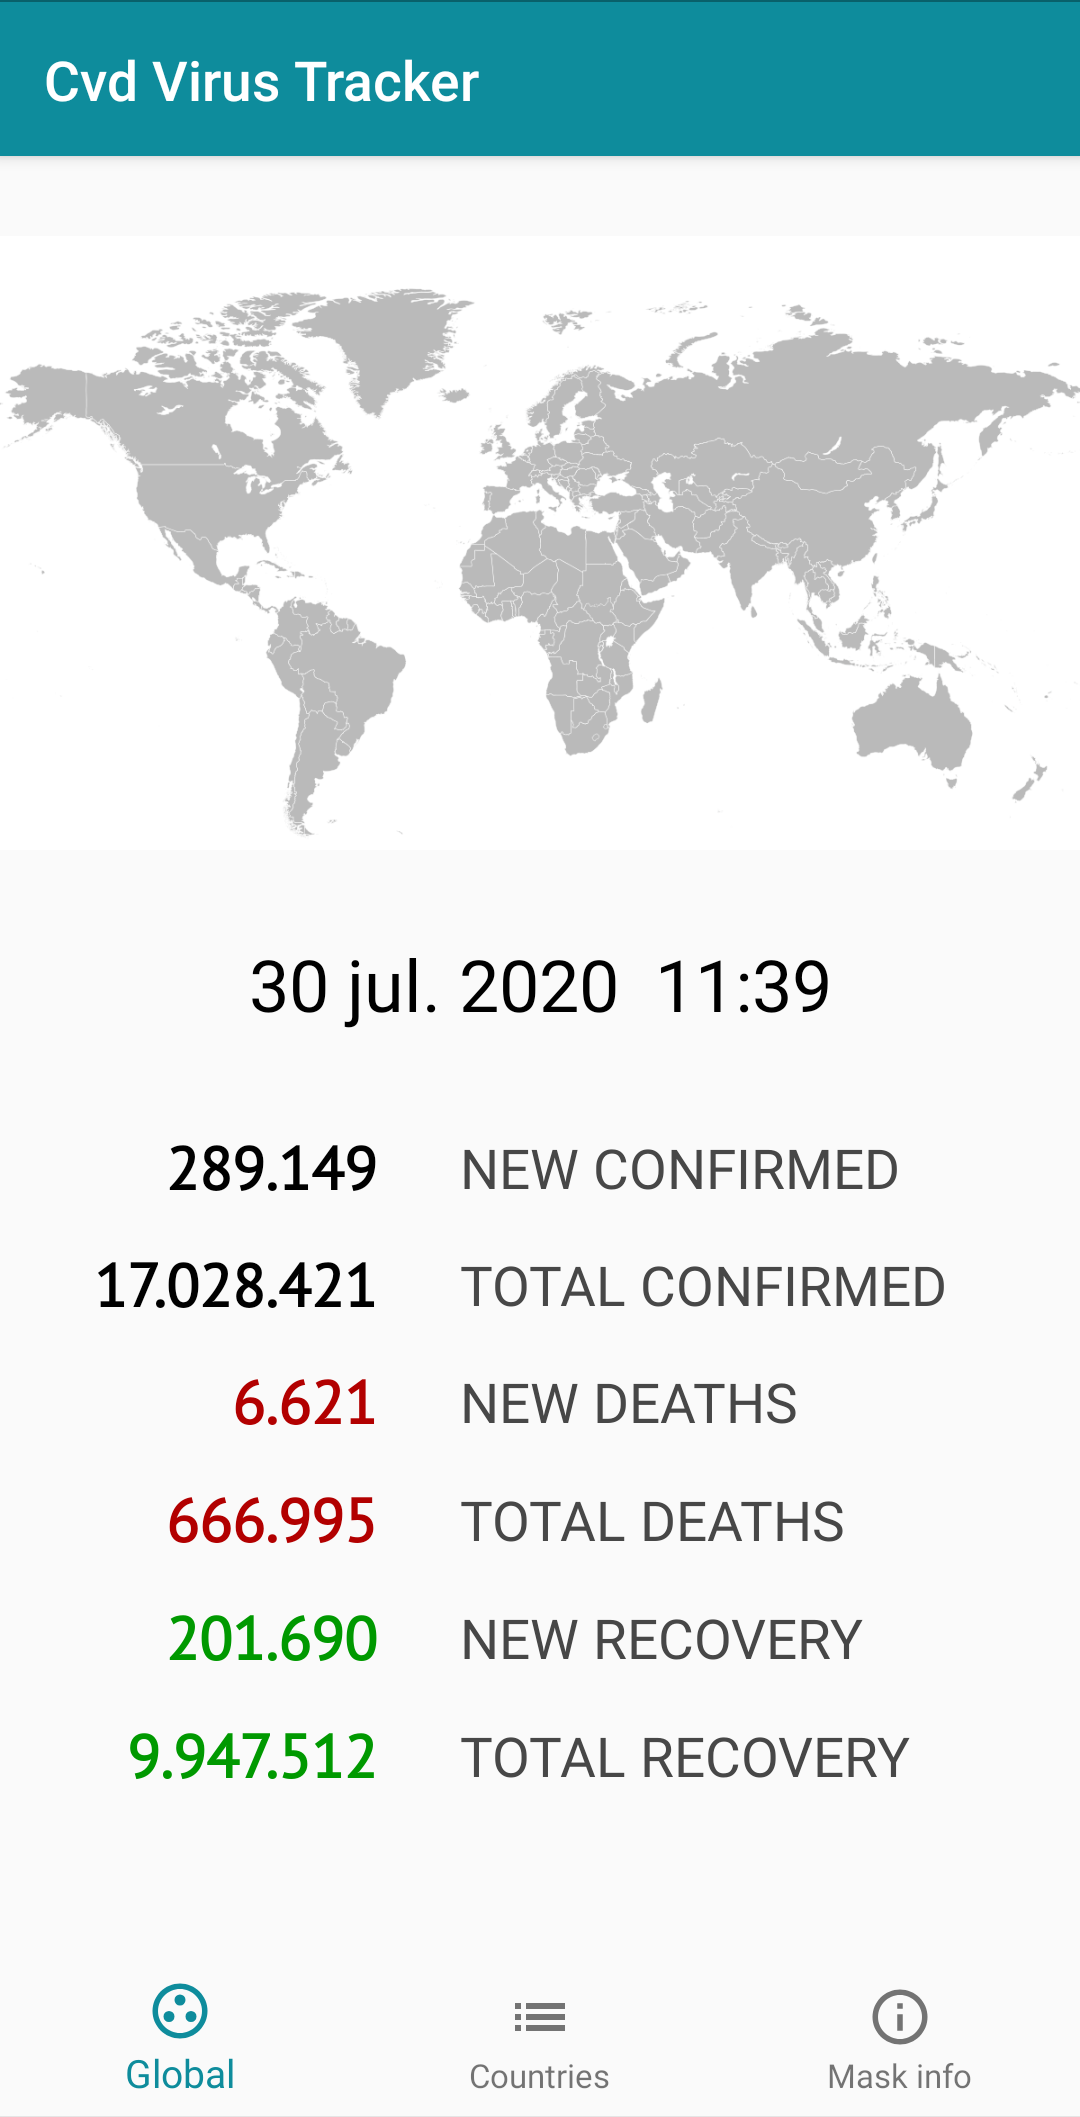 Cvd Virus Tracker
30 jul. 2020 11:39
289.149 NEW CONFIRMED
17.028.421 TOTAL CONFIRMED
6.621 NEW DEATHS
666.995 TOTAL DEATHS
201.690 NEW RECOVERY
9.947.512 TOTAL RECOVERY
Global Countries Mask info